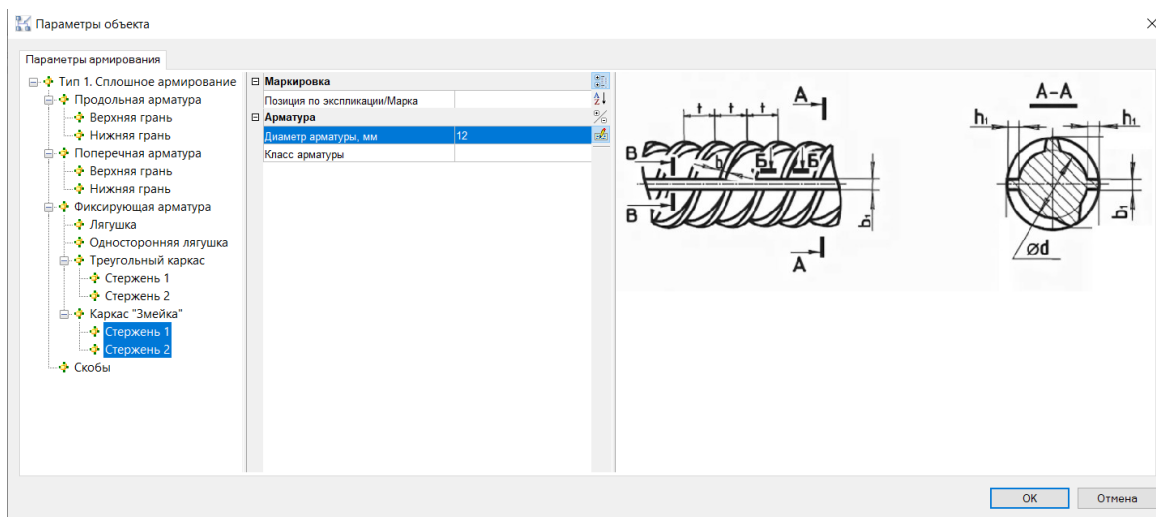 Параметры объекта
Параметры армирования
Тип 1. Сплошное армирование
Продольная арматура
Верхняя грань
Нижняя грань
Поперечная арматура
Верхняя грань
Нижняя грань
Фиксирующая арматура
Лягушка
Односторонняя лягушка
Треугольный каркас
Стержень 1
Стержень 2
Каркас "Змейка"
Стержень 1
Стержень 2
Скобы
Маркировка
Позиция по экспликации/Марка
Арматура
Диаметр арматуры, мм 12
Класс арматуры
t t t А
В b Б Б
b₁
В
А
А-А
h₁ h₁
b₁
Ød
ОК Отмена